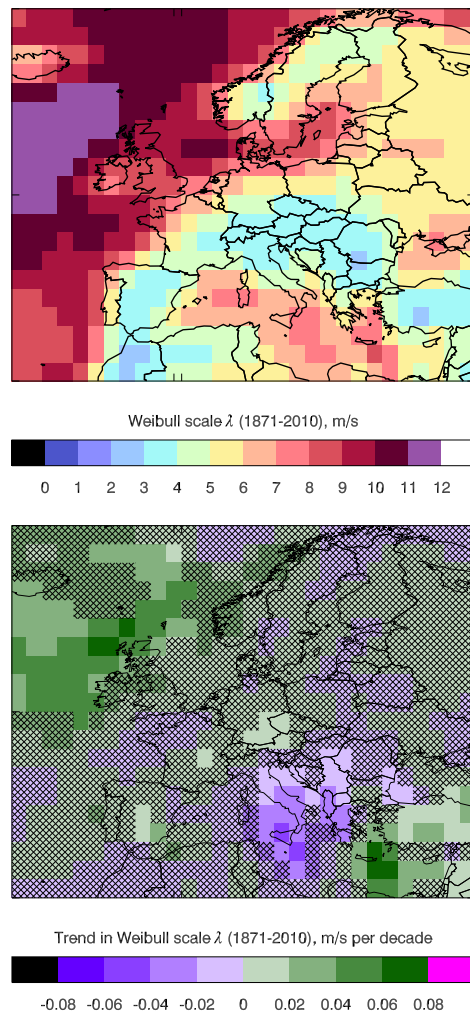 Weibull scale λ (1871-2010), m/s
0 1 2 3 4 5 6 7 8 9 10 11 12
Trend in Weibull scale λ (1871-2010), m/s per decade
-0.08 -0.06 -0.04 -0.02 0 0.02 0.04 0.06 0.08